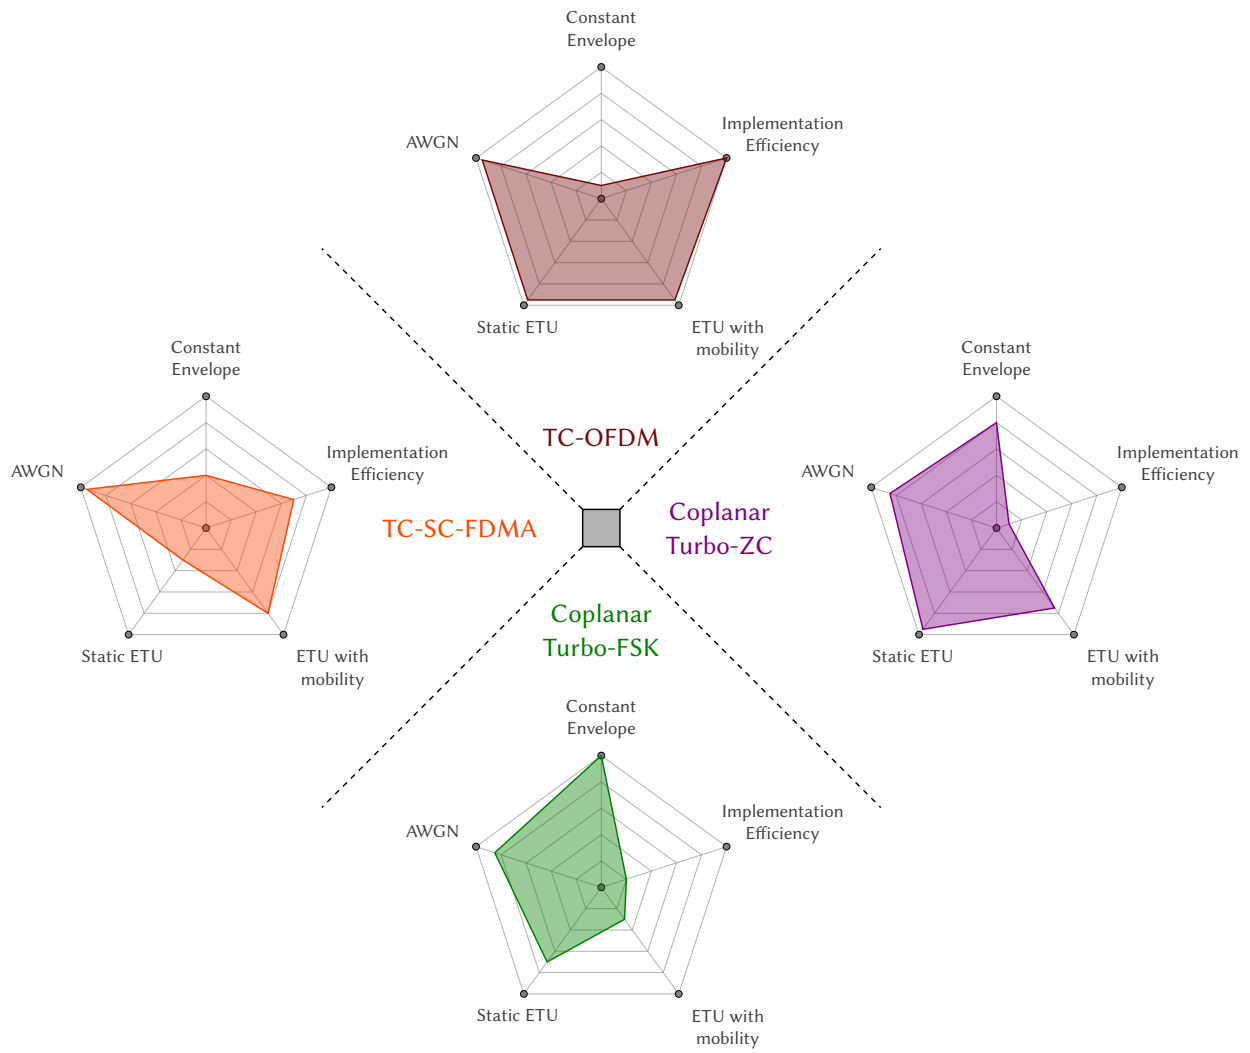 Constant
Envelope
Implementation
Efficiency
AWGN
Static ETU
ETU with
mobility
TC-OFDM
Constant
Envelope
Implementation
Efficiency
AWGN
Static ETU
ETU with
mobility
TC-SC-FDMA
Coplanar
Turbo-ZC
Constant
Envelope
Implementation
Efficiency
AWGN
Static ETU
ETU with
mobility
Coplanar
Turbo-FSK
Constant
Envelope
Implementation
Efficiency
AWGN
Static ETU
ETU with
mobility